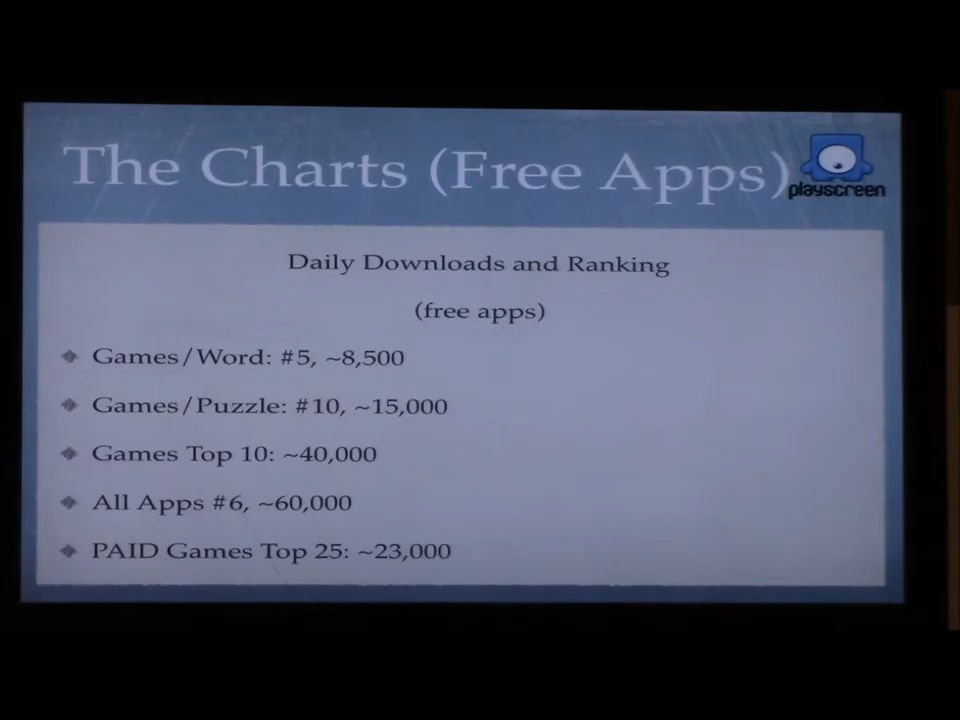 The Charts (Free Apps)
playscreen
Daily Downloads and Ranking
(free apps)
Games/Word: #5, ~8,500
Games/Puzzle: #10, ~15,000
Games Top 10: ~40,000
All Apps #6, ~60,000
PAID Games Top 25: ~23,000